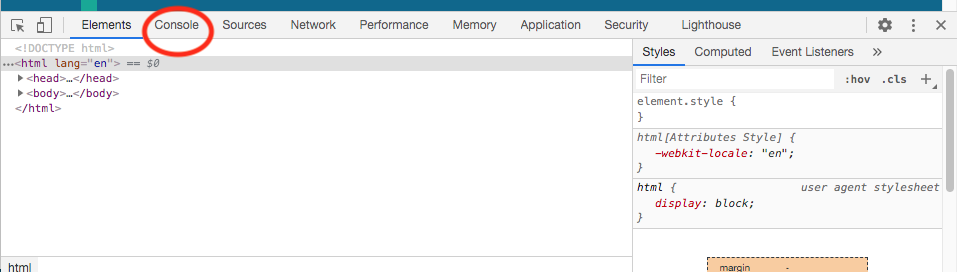 Elements Console Sources Network Performance Memory Application Security Lighthouse
<!DOCTYPE html>
…<html lang="en"> == $0
<head>…</head>
<body>…</body>
</html>
html
Styles Computed Event Listeners »
Filter :hov .cls +
element.style {
}
html[Attributes Style] {
-webkit-locale: "en";
}
html { user agent stylesheet
display: block;
}
margin -